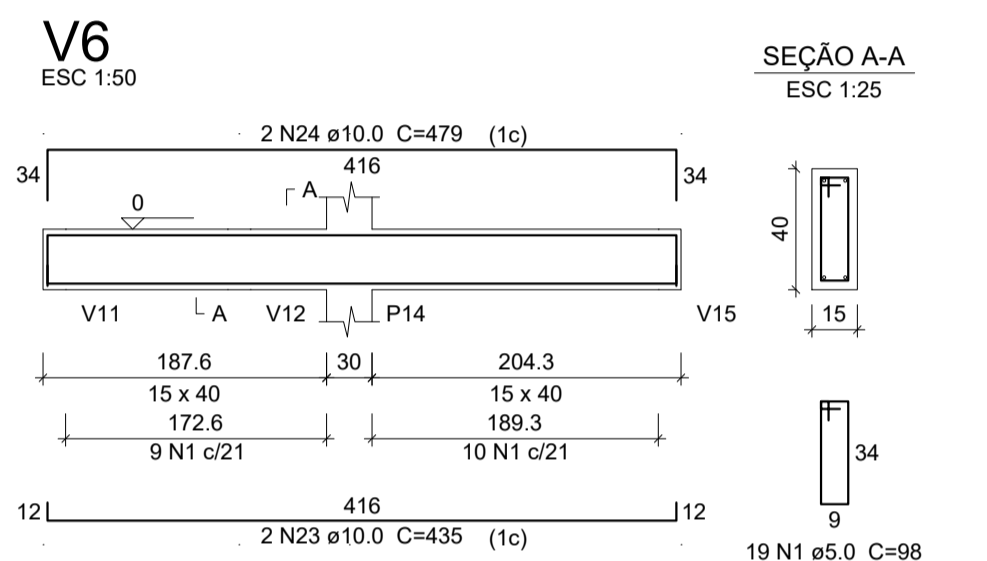 V6
ESC 1:50
SEÇÃO A-A
ESC 1:25
2 N24 ø10.0 C=479 (1c)
34
416
34
A
0
40
V11
A
V12
P14
V15
15
187.6
30
204.3
15 x 40
15 x 40
172.6
189.3
9 N1 c/21
10 N1 c/21
34
12
416
12
9
2 N23 ø10.0 C=435 (1c)
19 N1 ø5.0 C=98